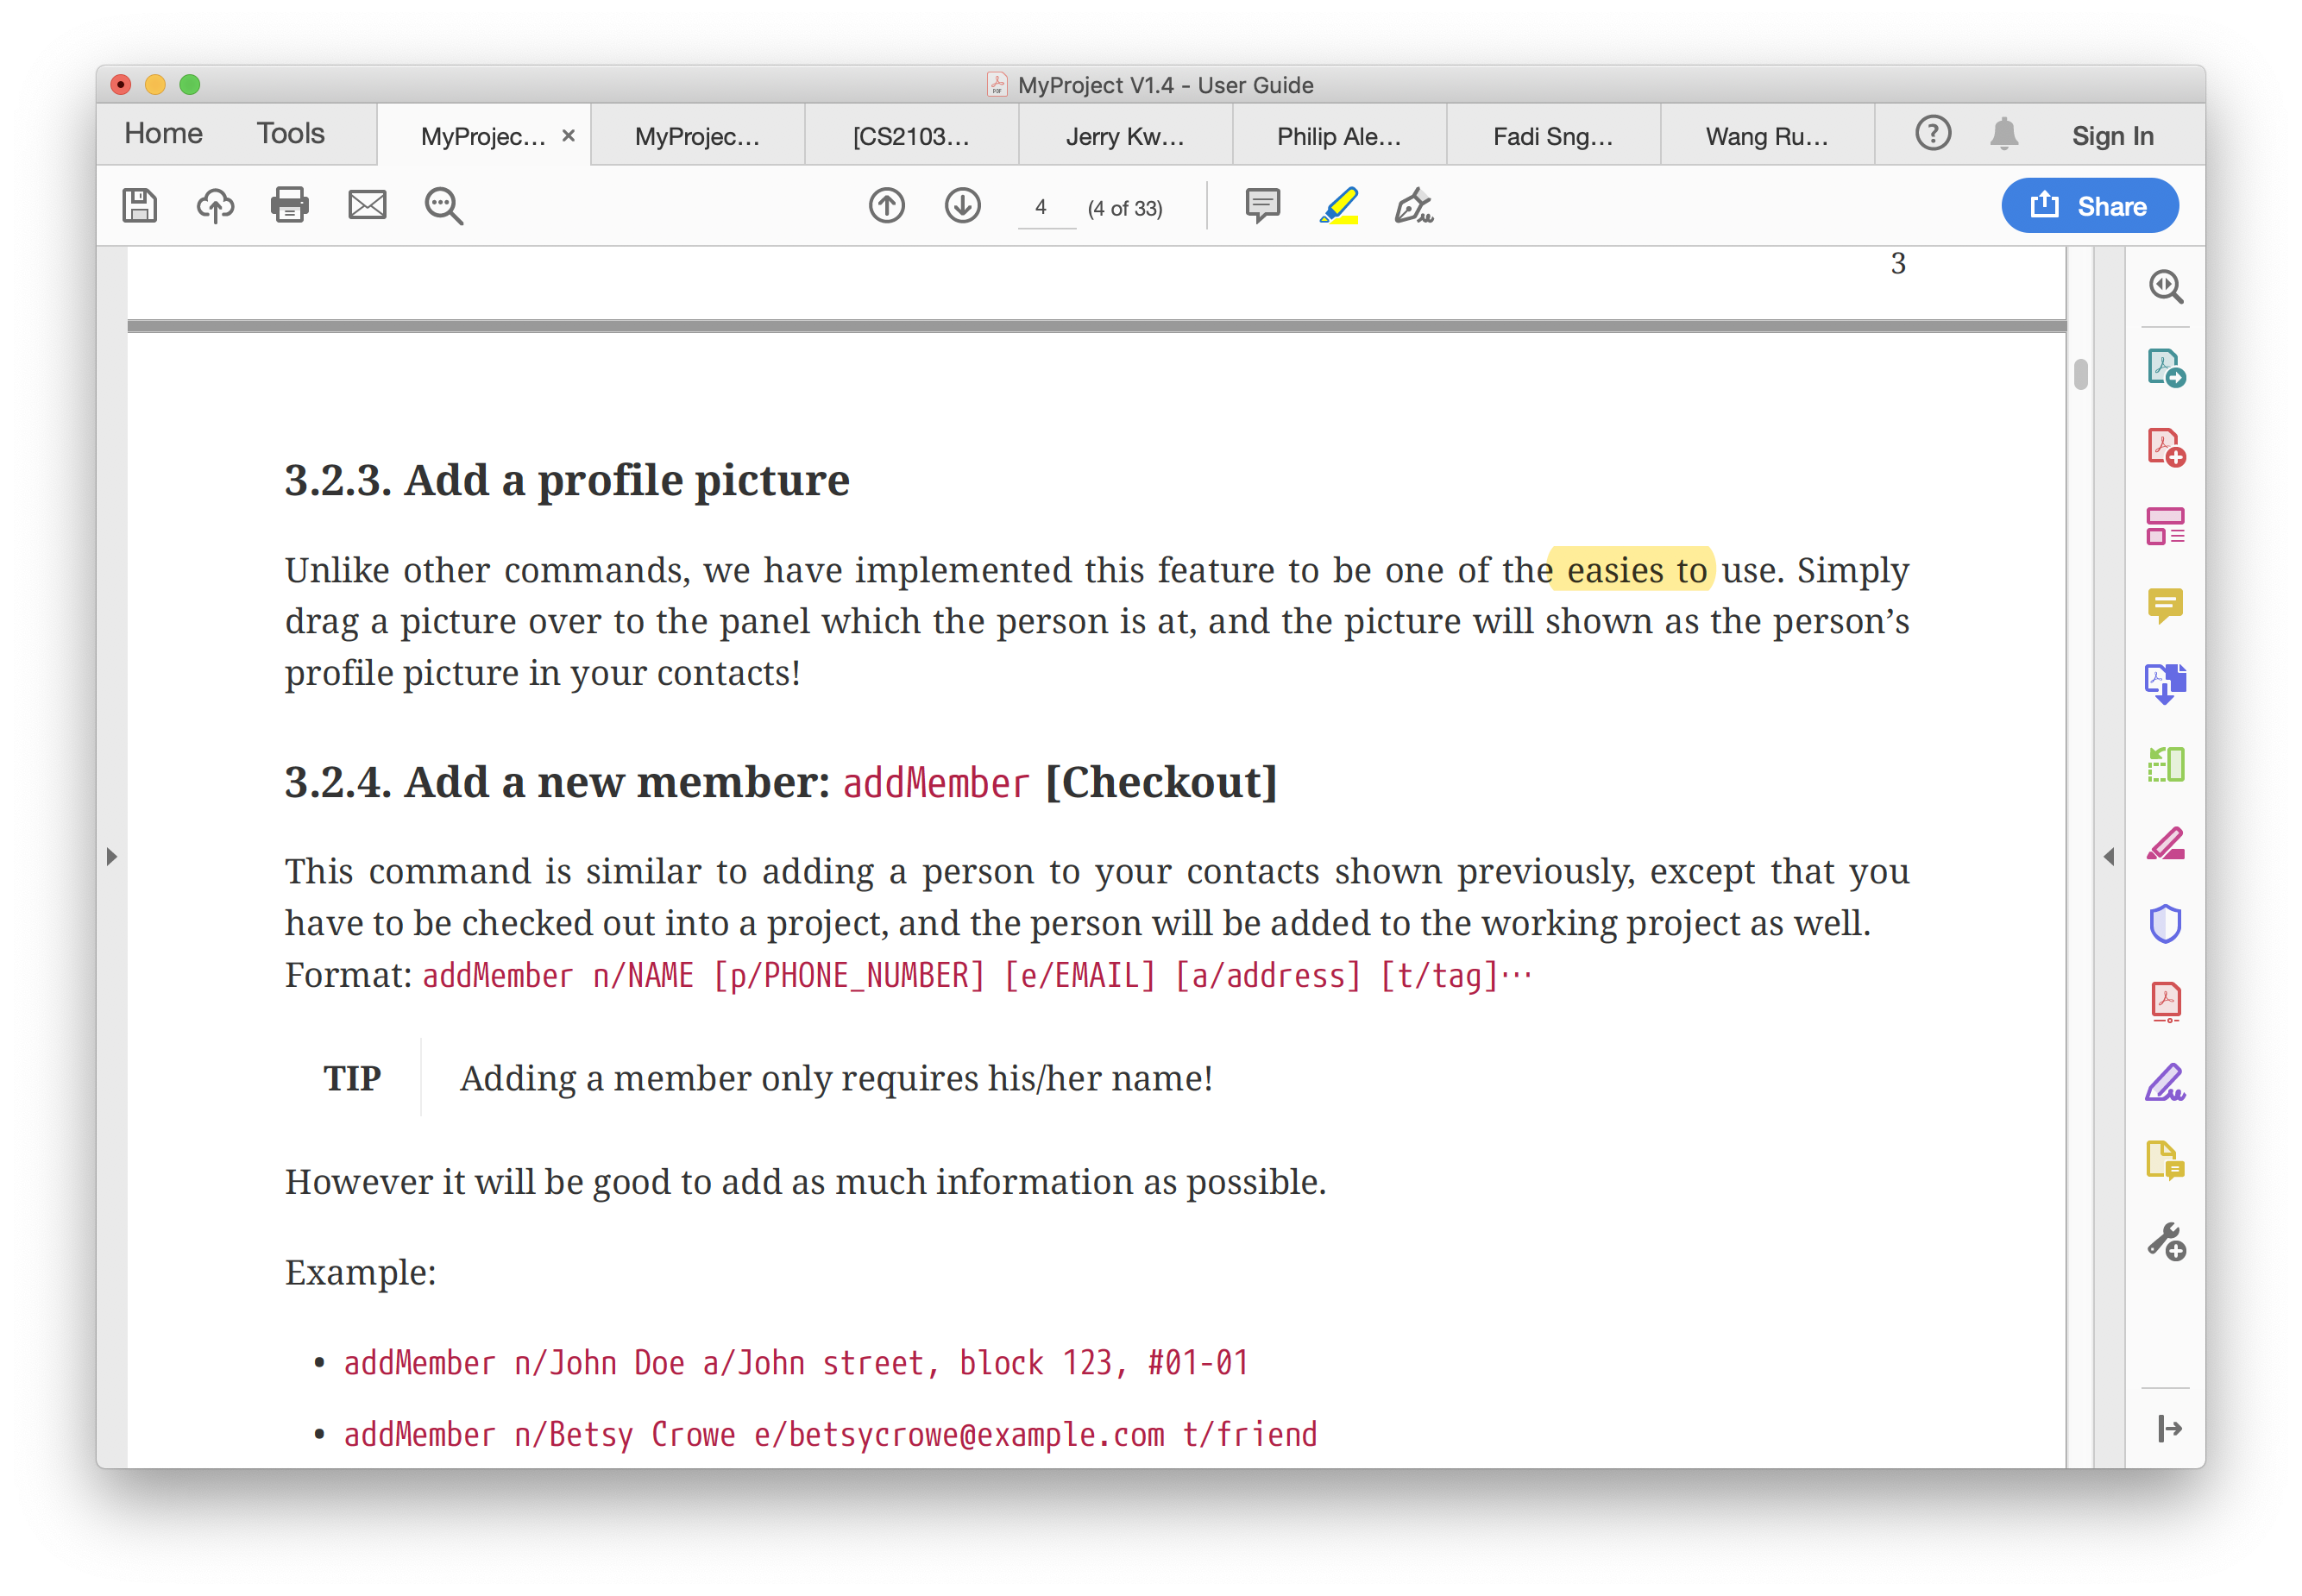 MyProject V1.4 - User Guide
Home Tools MyProjec... × MyProjec... [CS2103... Jerry Kw... Philip Ale... Fadi Sng... Wang Ru... ? Sign In
4 (4 of 33) Share
3
3.2.3. Add a profile picture
Unlike other commands, we have implemented this feature to be one of the easies to use. Simply
drag a picture over to the panel which the person is at, and the picture will shown as the person’s
profile picture in your contacts!
3.2.4. Add a new member: addMember [Checkout]
This command is similar to adding a person to your contacts shown previously, except that you
have to be checked out into a project, and the person will be added to the working project as well.
Format: addMember n/NAME [p/PHONE_NUMBER] [e/EMAIL] [a/address] [t/tag]…
TIP Adding a member only requires his/her name!
However it will be good to add as much information as possible.
Example:
• addMember n/John Doe a/John street, block 123, #01-01
• addMember n/Betsy Crowe e/betsycrowe@example.com t/friend